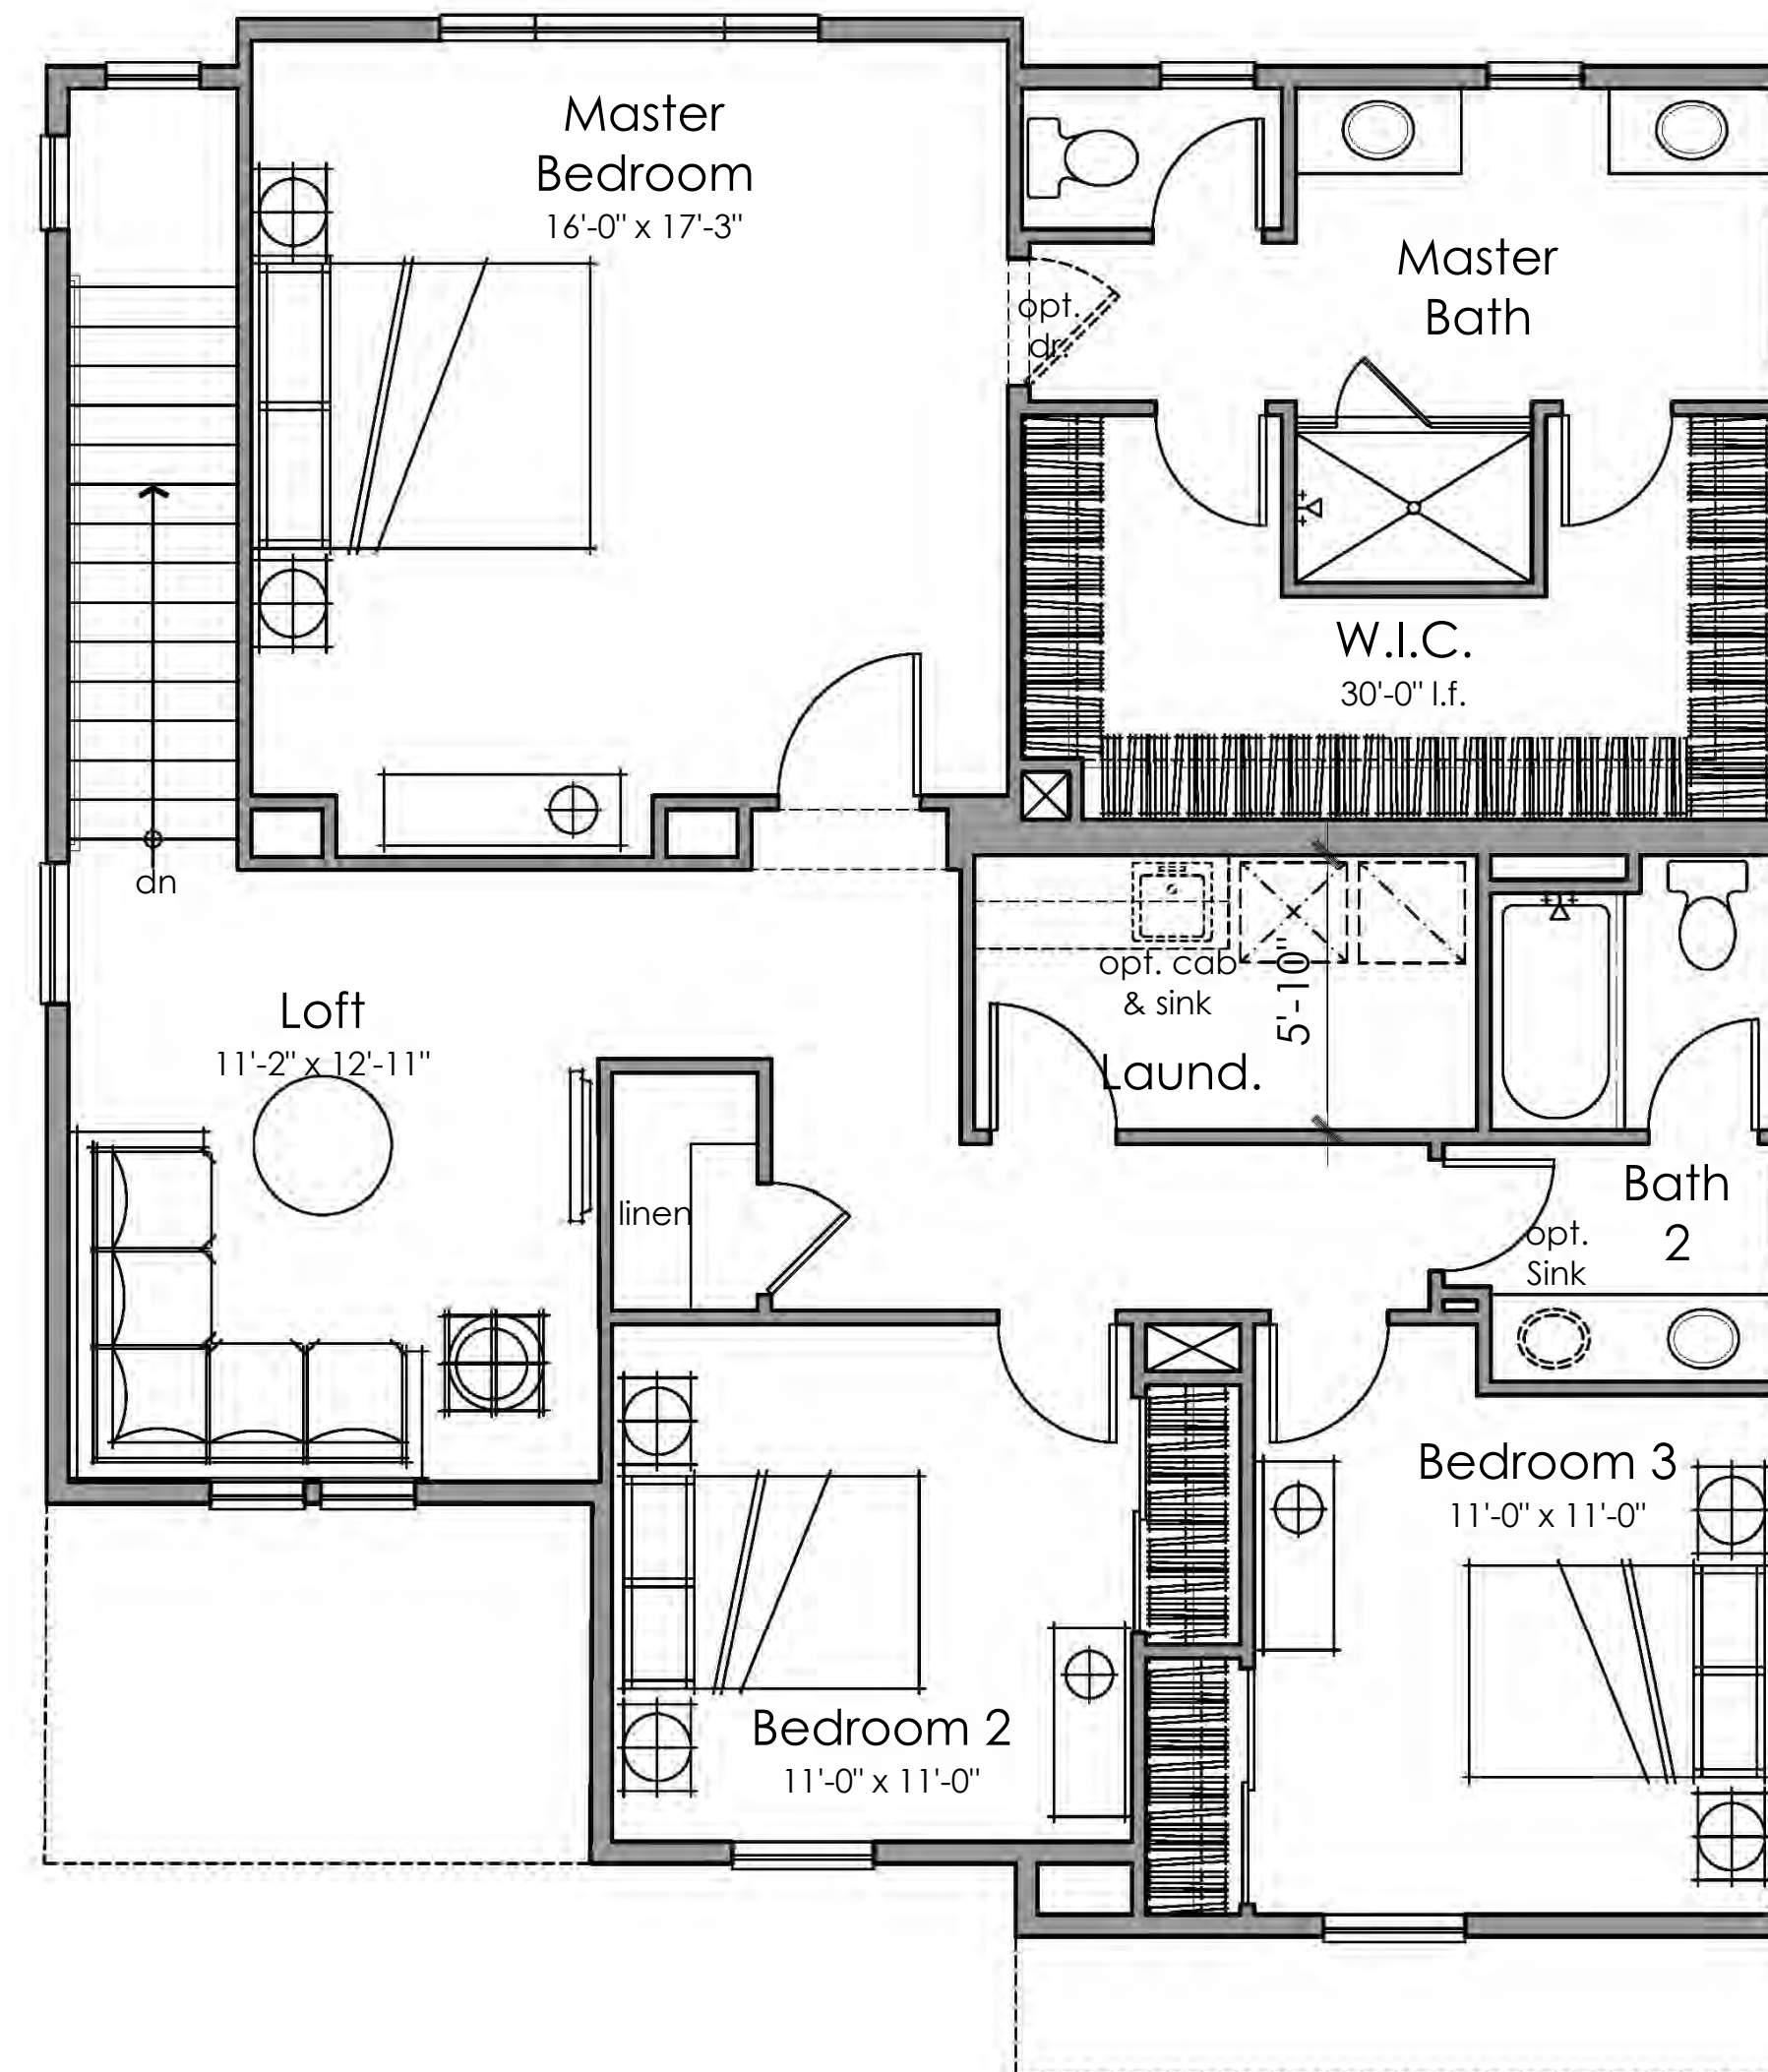 Master
Bedroom
16'-0" x 17'-3"
Master
Bath
opt.
dr.
W.I.C.
30'-0" l.f.
dn
opt. cab
& sink
5'-10"
Laund.
Loft
11'-2" x 12'-11"
linen
Bath
2
opt.
Sink
Bedroom 3
11'-0" x 11'-0"
Bedroom 2
11'-0" x 11'-0"